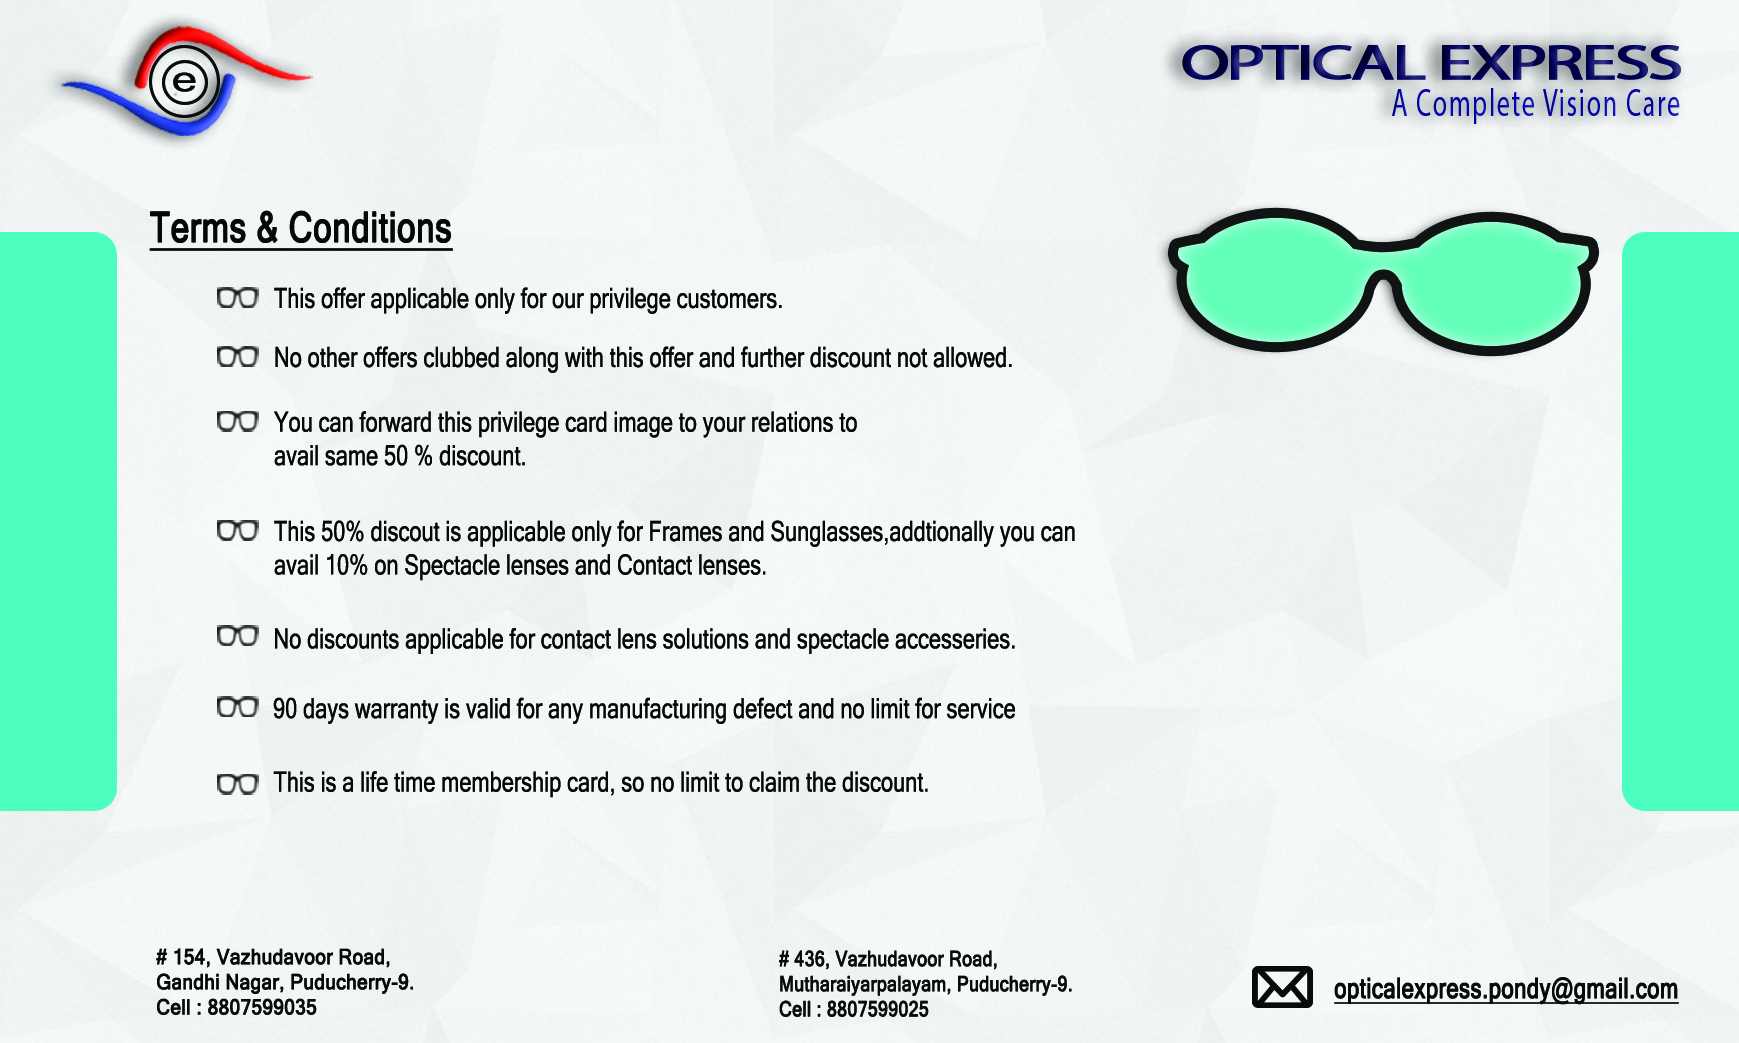 e
OPTICAL EXPRESS
A Complete Vision Care
Terms & Conditions
This offer applicable only for our privilege customers.
No other offers clubbed along with this offer and further discount not allowed.
You can forward this privilege card image to your relations to
avail same 50 % discount.
This 50% discout is applicable only for Frames and Sunglasses,addtionally you can
avail 10% on Spectacle lenses and Contact lenses.
No discounts applicable for contact lens solutions and spectacle accesseries.
90 days warranty is valid for any manufacturing defect and no limit for service
This is a life time membership card, so no limit to claim the discount.
# 154, Vazhudavoor Road,
Gandhi Nagar, Puducherry-9.
Cell : 8807599035
# 436, Vazhudavoor Road,
Mutharaiyarpalayam, Puducherry-9.
Cell : 8807599025
opticalexpress.pondy@gmail.com